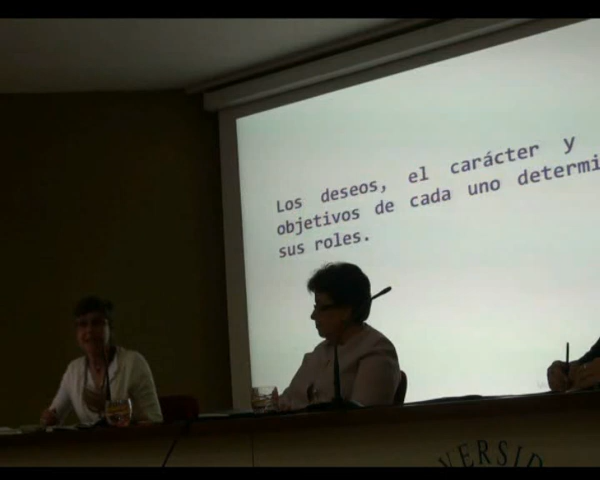 Los deseos, el carácter y
objetivos de cada uno determi
sus roles.
VERSID